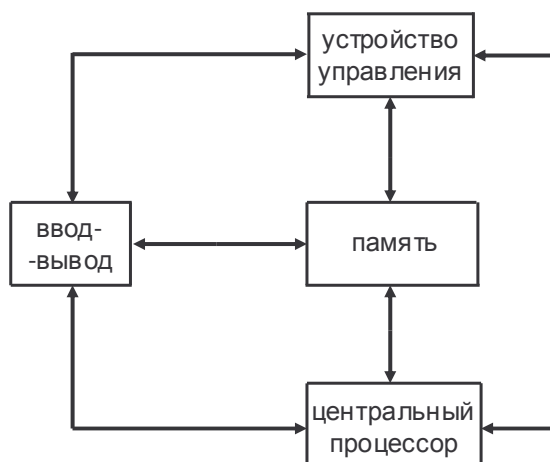 устройство
управления
ввод-
-вывод
память
центральный
процессор